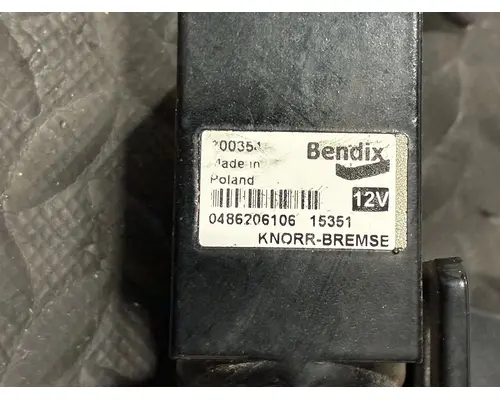 Bendix
Made in
Poland
12V
0486206106 15351
KNORR-BREMSE